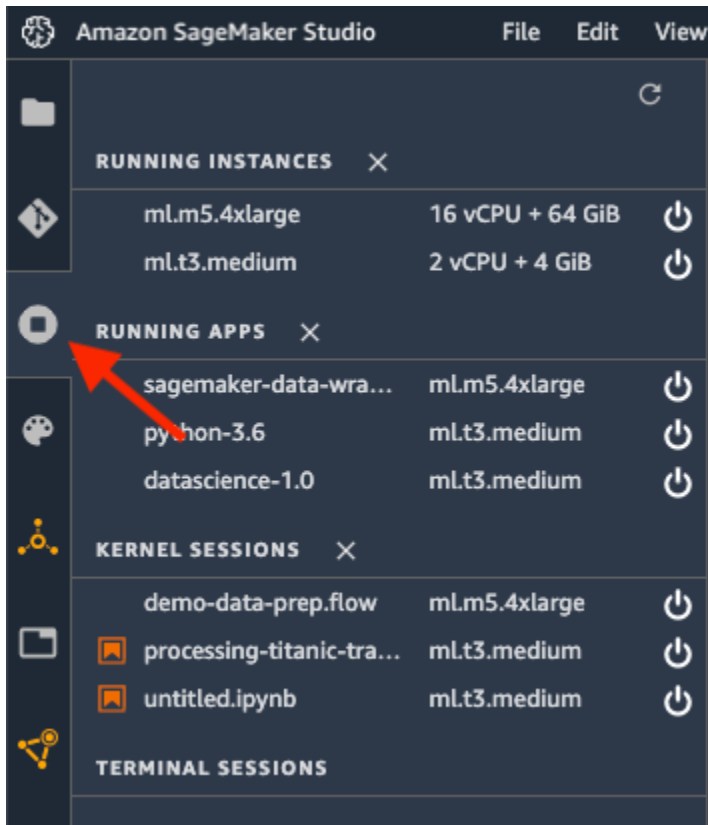 Amazon SageMaker Studio File Edit View
RUNNING INSTANCES
ml.m5.4xlarge 16 vCPU + 64 GiB
ml.t3.medium 2 vCPU + 4 GiB
RUNNING APPS
sagemaker-data-wra... ml.m5.4xlarge
python-3.6 ml.t3.medium
datascience-1.0 ml.t3.medium
KERNEL SESSIONS
demo-data-prep.flow ml.m5.4xlarge
processing-titanic-tra... ml.t3.medium
untitled.ipynb ml.t3.medium
TERMINAL SESSIONS